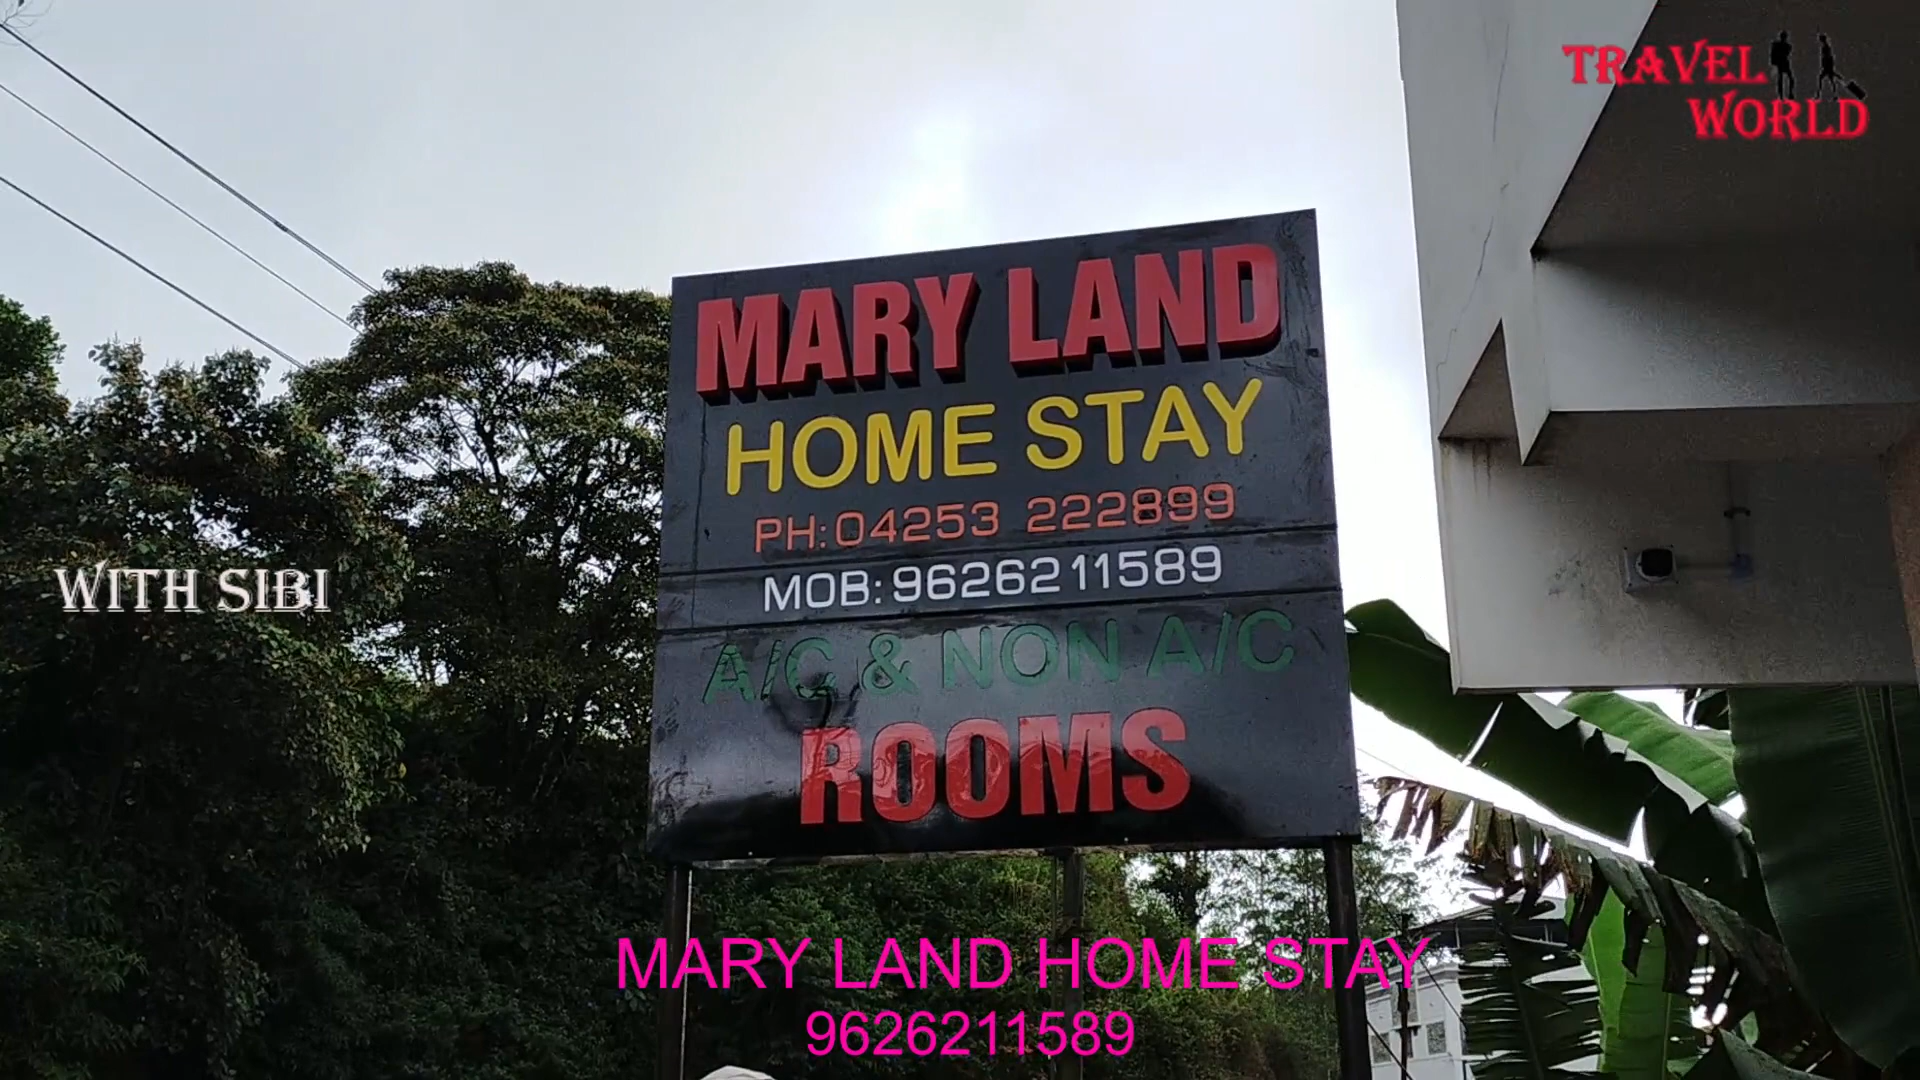 TRAVEL
WORLD
MARY LAND
HOME STAY
PH:04253 222899
MOB:9626211589
A/C & NON A/C
ROOMS
WITH SIBI
MARY LAND HOME STAY
9626211589